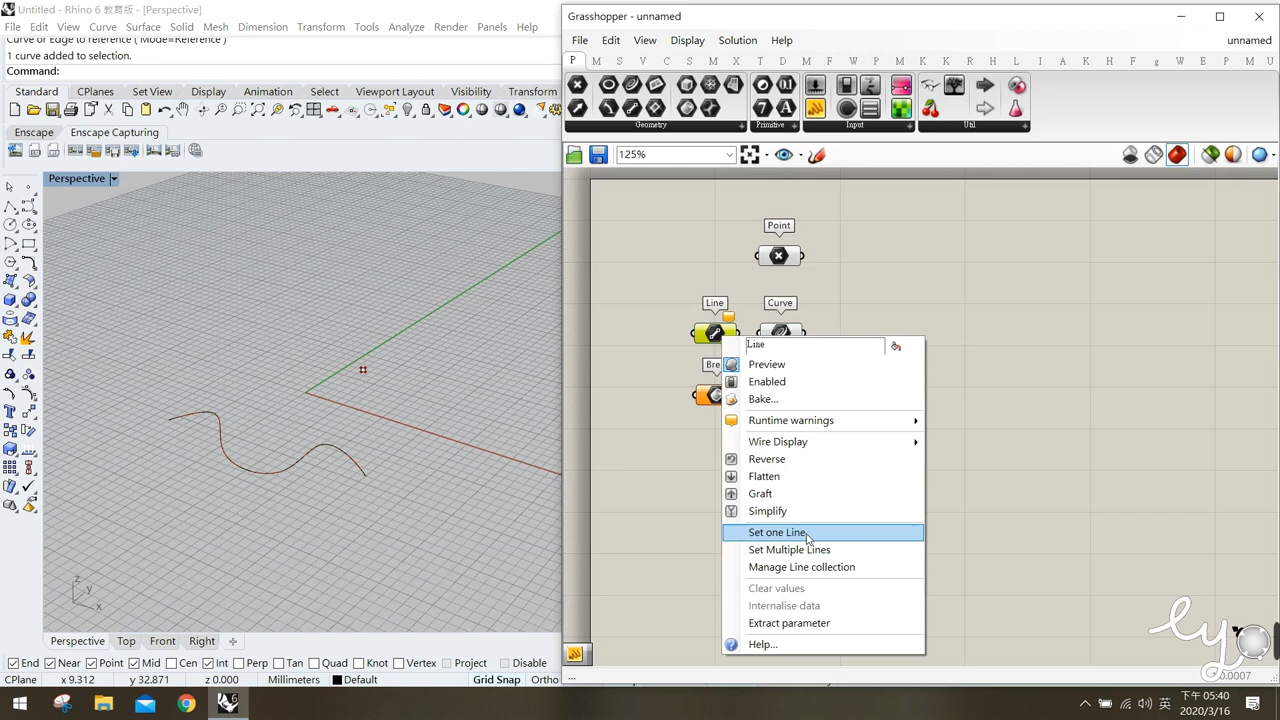 Untitled - Rhino 6 教育版 - [Perspective]
File Edit View Curve Surface Solid Mesh Dimension Transform Tools Analyze Render Panels Help
Curve or Edge to reference ( Mode=Reference )
1 curve added to selection.
Command:
Standard CPlanes Set View Display Select Viewport Layout Visibility Transform
Enscape Enscape Capturing
Perspective
Z
Y
X
Perspective Top Front Right
End Near Point Mid Cen Int Perp Tan Quad Knot Vertex Project Disable
CPlane x 9.312 y 32.871 z 0.000 Millimeters Default Grid Snap Ortho
Grasshopper - unnamed
File Edit View Display Solution Help unnamed
P M S V C S M I T D M F K W P M L F L F g W M U
Geometry Primitive Input Util
125%
Point
Line Curve
Bre
Line
Preview
Enabled
Bake...
Runtime warnings
Wire Display
Reverse
Flatten
Graft
Simplify
Set one Line
Set Multiple Lines
Manage Line collection
Clear values
Internalise data
Extract parameter
Help...
...
ly
.0.0007
英
下午 05:40
2020/3/16